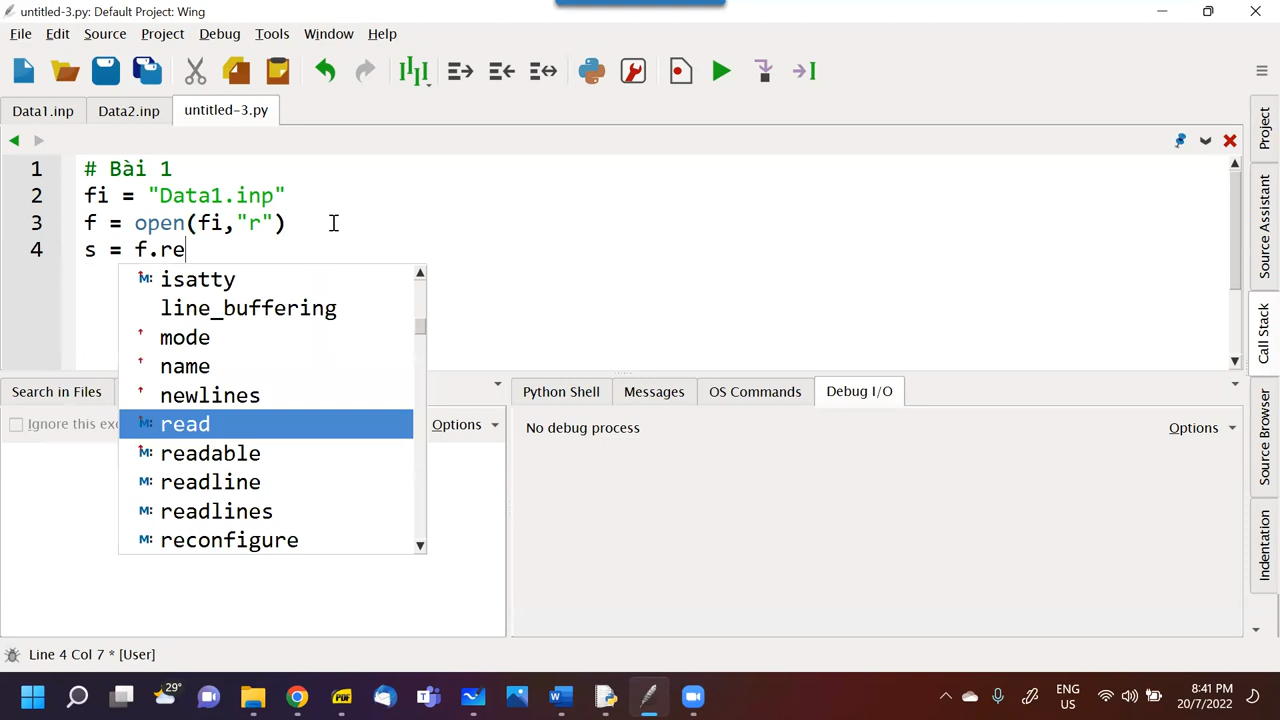 untitled-3.py: Default Project: Wing
File Edit Source Project Debug Tools Window Help
Data1.inp Data2.inp untitled-3.py
1 # Bài 1
2 fi = "Data1.inp"
3 f = open(fi,"r")
4 s = f.re
isatty
line_buffering
mode
name
newlines
read
readable
readline
readlines
reconfigure
Search in Files
Ignore this exc
Options
Python Shell Messages OS Commands Debug I/O
No debug process
Options
Project
Source Assistant
Call Stack
Source Browser
Indentation
Line 4 Col 7 * [User]
29°
PDF
ENG
US
8:41 PM
20/7/2022